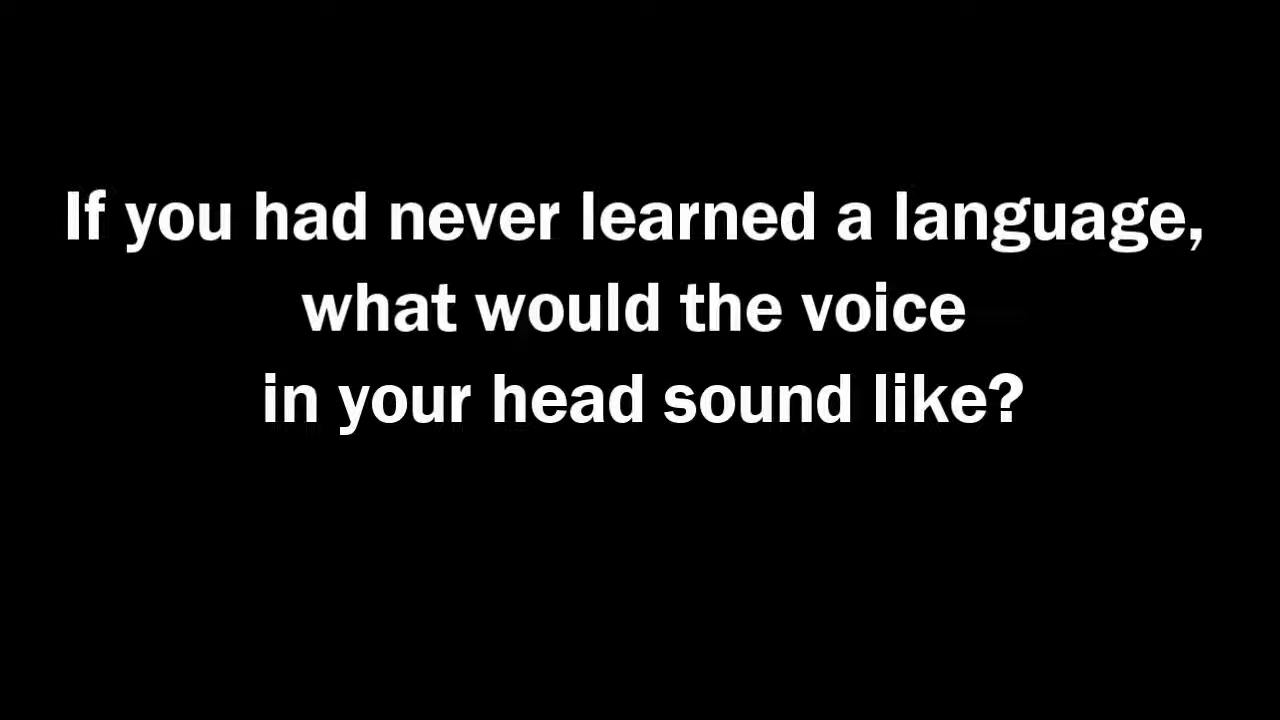 If you had never learned a language,
what would the voice
in your head sound like?